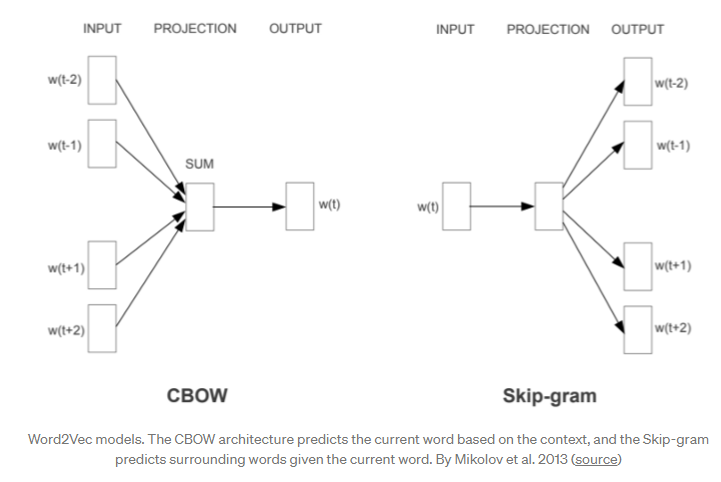 INPUT PROJECTION OUTPUT
w(t-2)
w(t-1)
SUM
w(t)
w(t+1)
w(t+2)
CBOW
INPUT PROJECTION OUTPUT
w(t-2)
w(t-1)
w(t)
w(t+1)
w(t+2)
Skip-gram
Word2Vec models. The CBOW architecture predicts the current word based on the context, and the Skip-gram
predicts surrounding words given the current word. By Mikolov et al. 2013 (source)